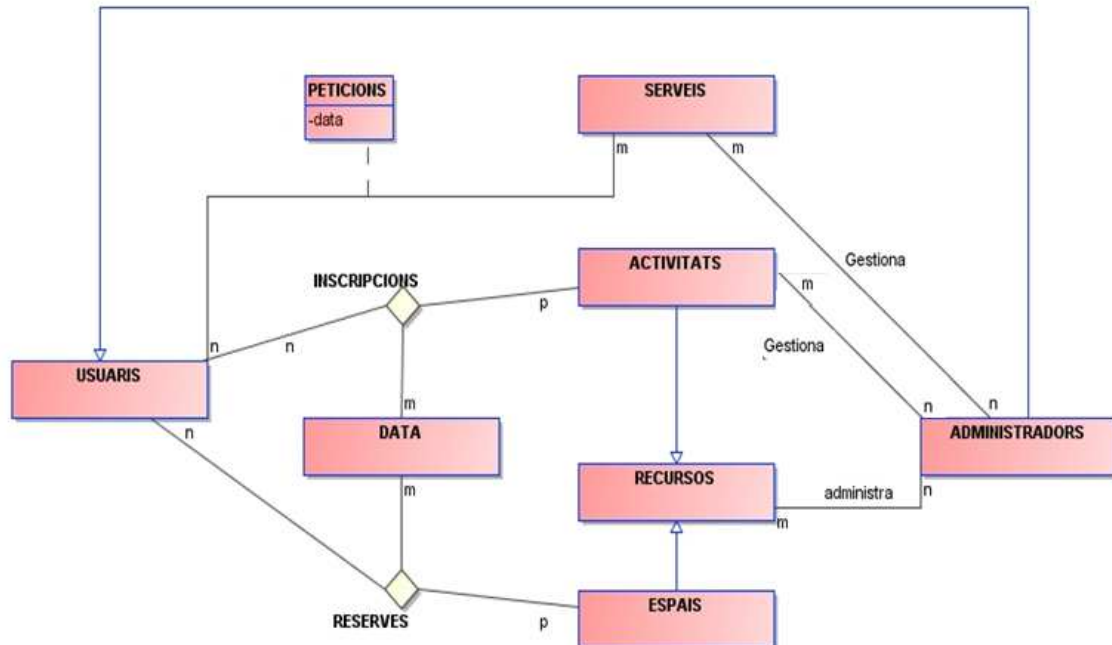 PETICIONS
-data
SERVEIS
m
m
Gestiona
INSCRIPCIONS
ACTIVITATS
m
p
n
n
Gestiona
USUARIS
n
m
n
n
DATA
ADMINISTRADORS
m
RECURSOS
administra
n
m
ESPAIS
RESERVES
p